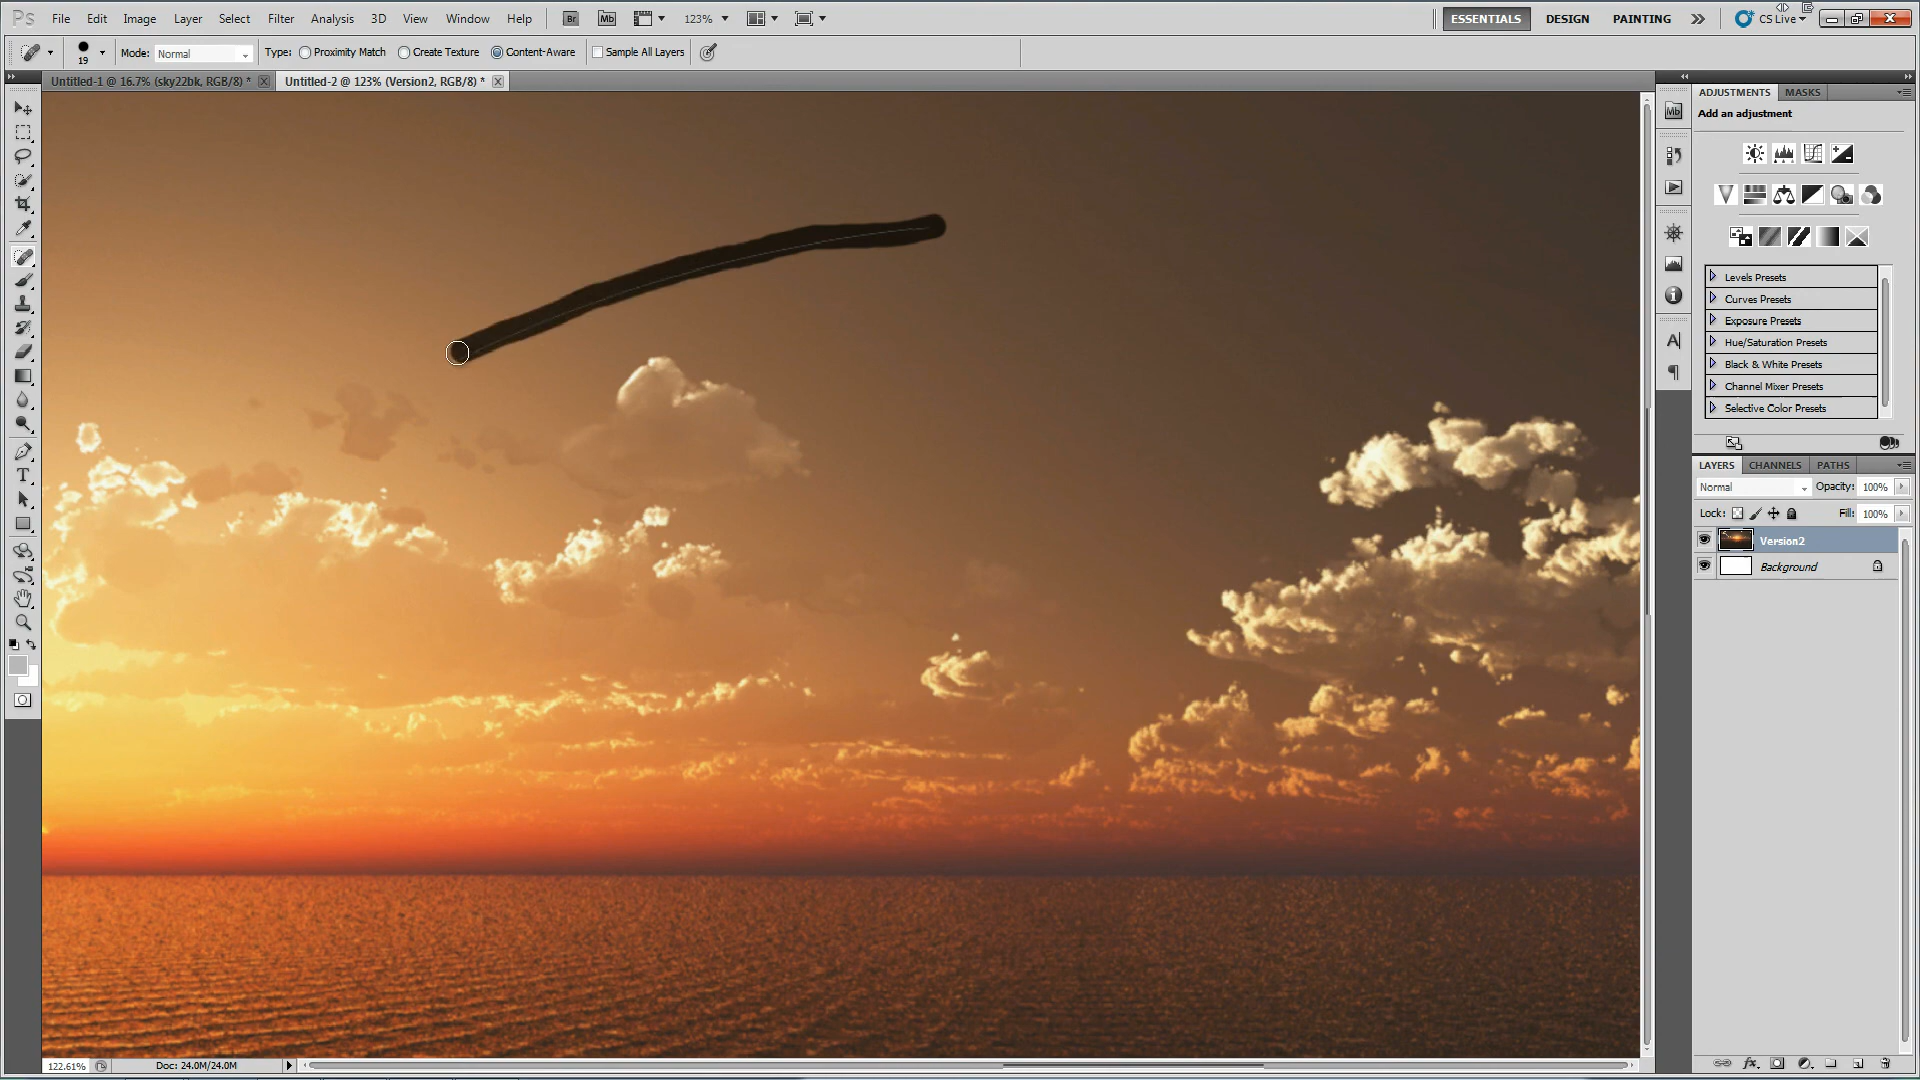 Ps File Edit Image Layer Select Filter Analysis 3D View Window Help Br Mb 123% ESSENTIALS DESIGN PAINTING CS Live
19 Mode: Normal Type: Proximity Match Create Texture Content-Aware Sample All Layers
Untitled-1 @ 16.7% (sky22bk, RGB/8) * Untitled-2 @ 123% (Version2, RGB/8) *
ADJUSTMENTS MASKS
Mb
Add an adjustment
Levels Presets
Curves Presets
Exposure Presets
Hue/Saturation Presets
Black & White Presets
Channel Mixer Presets
Selective Color Presets
LAYERS CHANNELS PATHS
Normal Opacity: 100%
Lock: Fill: 100%
Version2
Background
122.61% Doc: 24.0M/24.0M